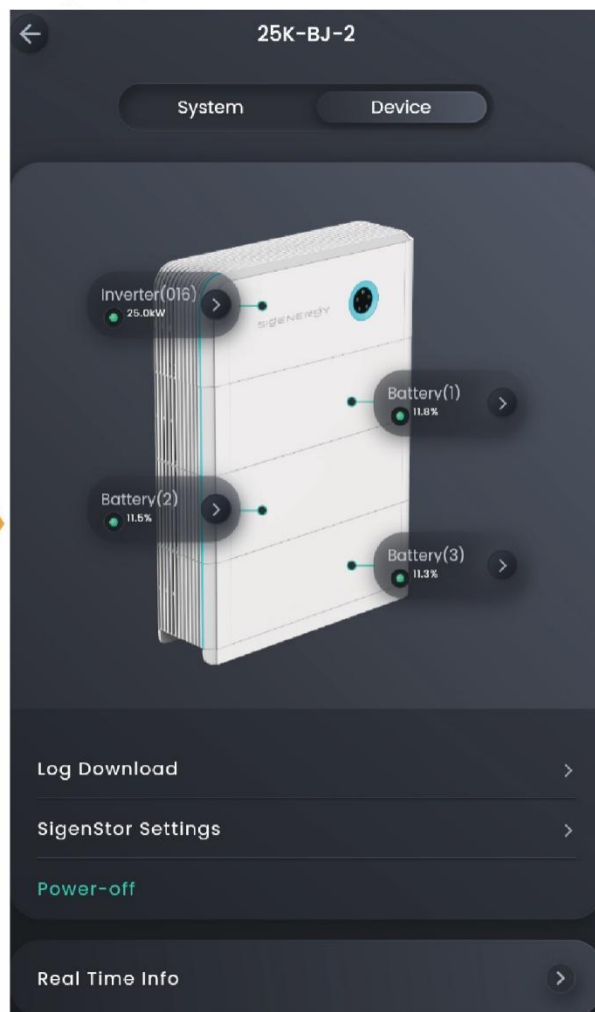 25K-BJ-2
System
Device
Inverter(016)
25.0kW
SIGENERGY
Battery(1)
11.8%
Battery(2)
11.5%
Battery(3)
11.3%
Log Download
SigenStor Settings
Power-off
Real Time Info